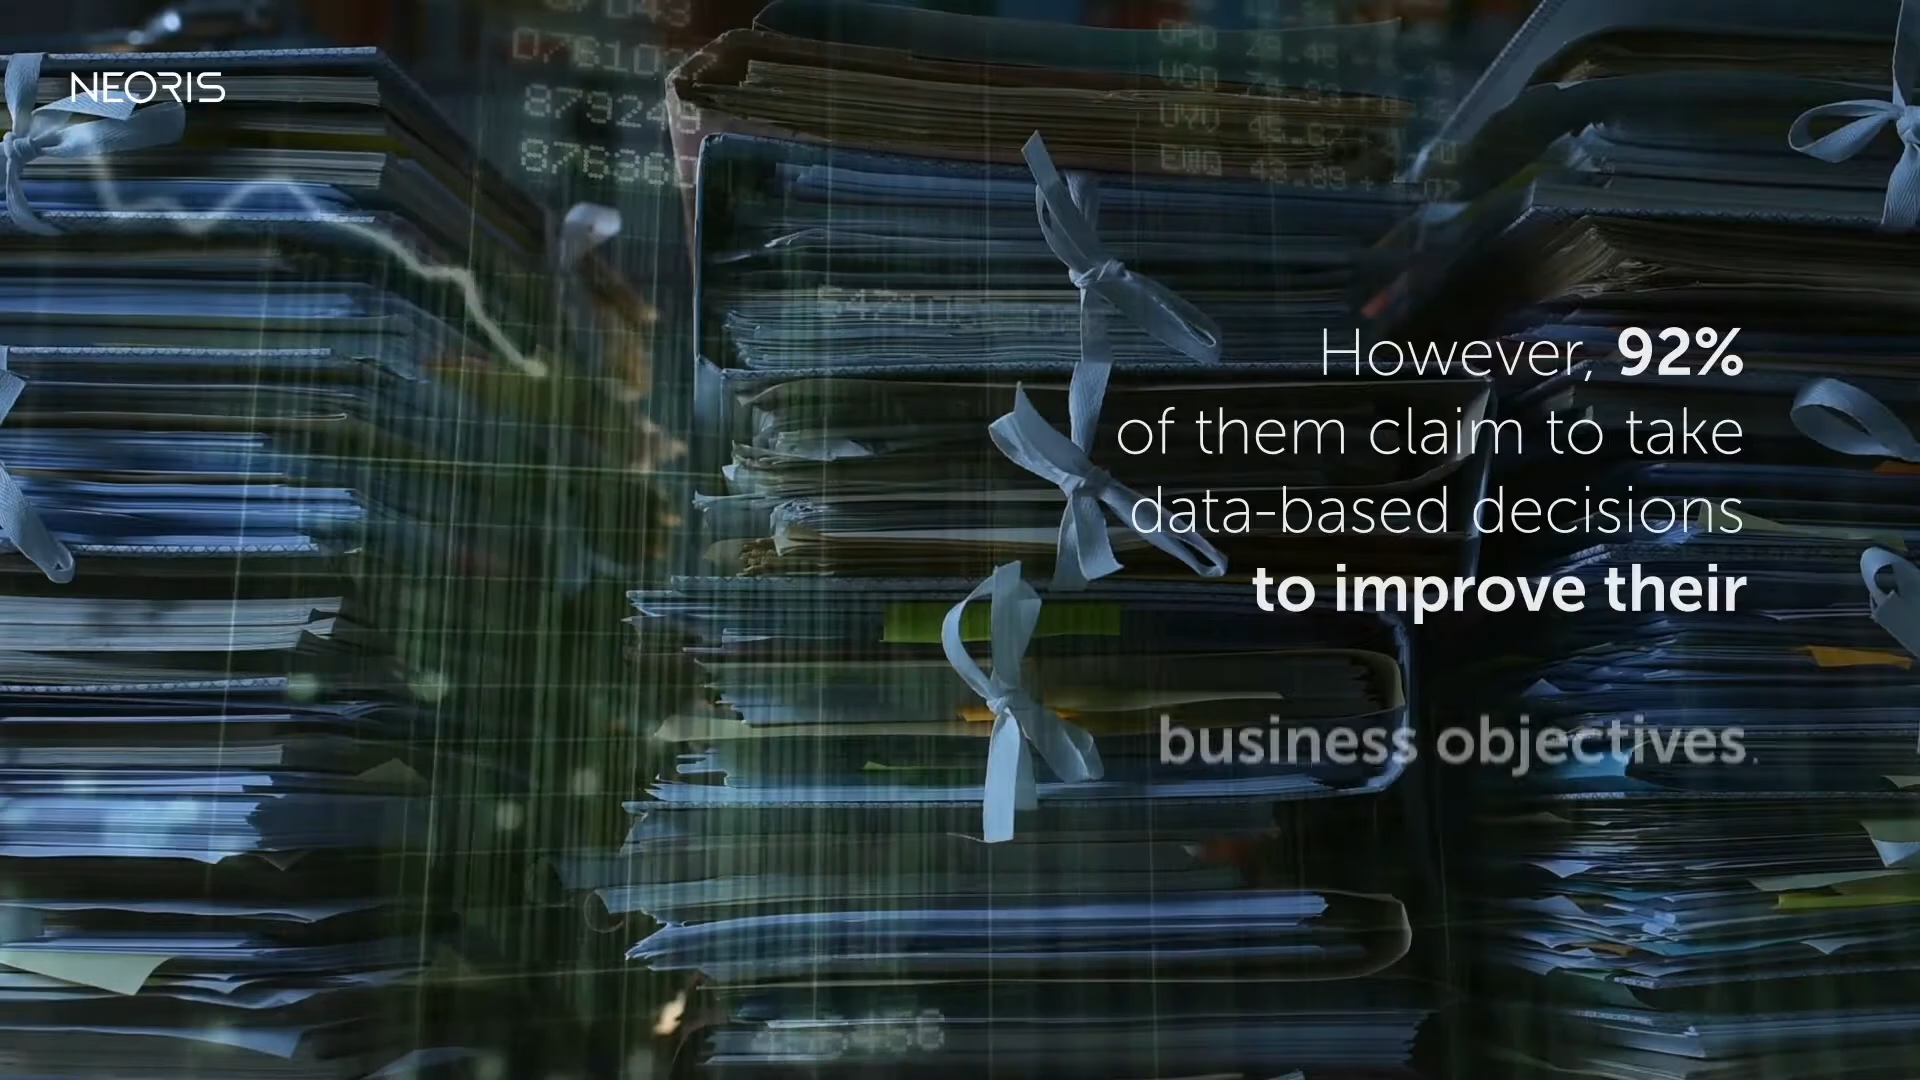 NEORIS
However, 92%
of them claim to take
data-based decisions
to improve their
business objectives.